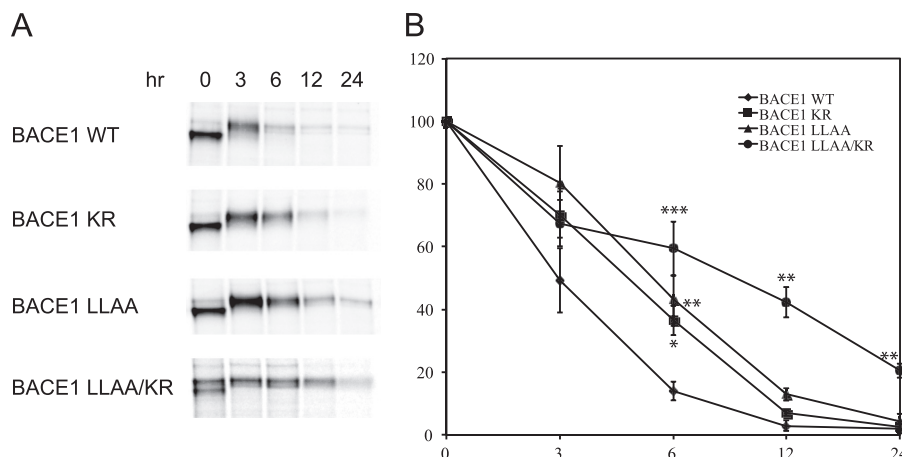 A
hr 0 3 6 12 24
BACE1 WT
BACE1 KR
BACE1 LLAA
BACE1 LLAA/KR
B
120
100
80
60
40
20
0
BACE1 WT
BACE1 KR
BACE1 LLAA
BACE1 LLAA/KR
***
**
*
**
**
0 3 6 12 24